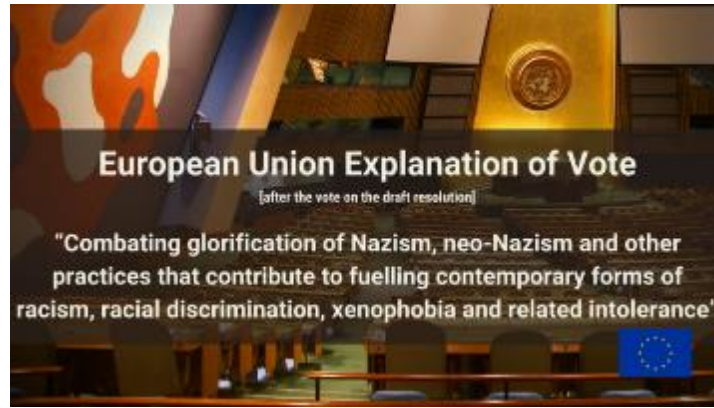 European Union Explanation of Vote
[after the vote on the draft resolution]
“Combating glorification of Nazism, neo-Nazism and other
practices that contribute to fuelling contemporary forms of
racism, racial discrimination, xenophobia and related intolerance"